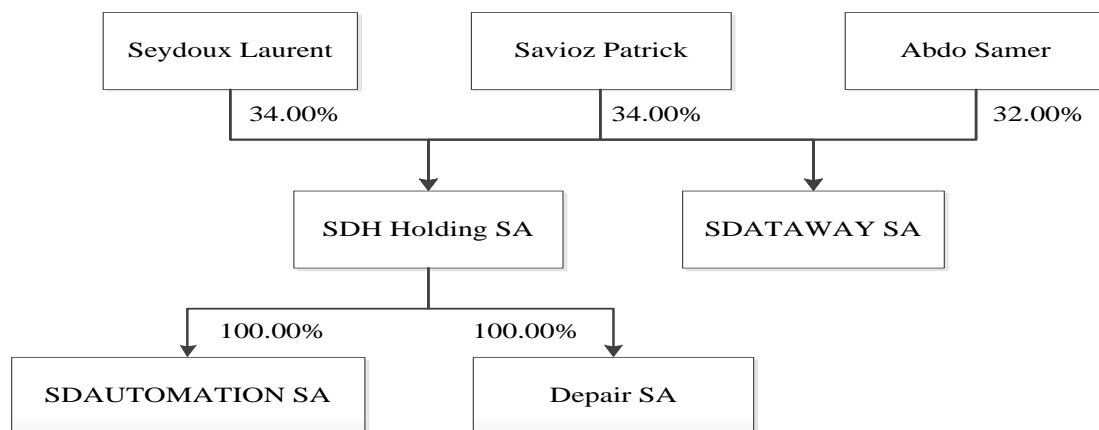 Seydoux Laurent
Savioz Patrick
Abdo Samer
34.00%
34.00%
32.00%
SDH Holding SA
SDATAWAY SA
100.00%
100.00%
SDAUTOMATION SA
Depair SA